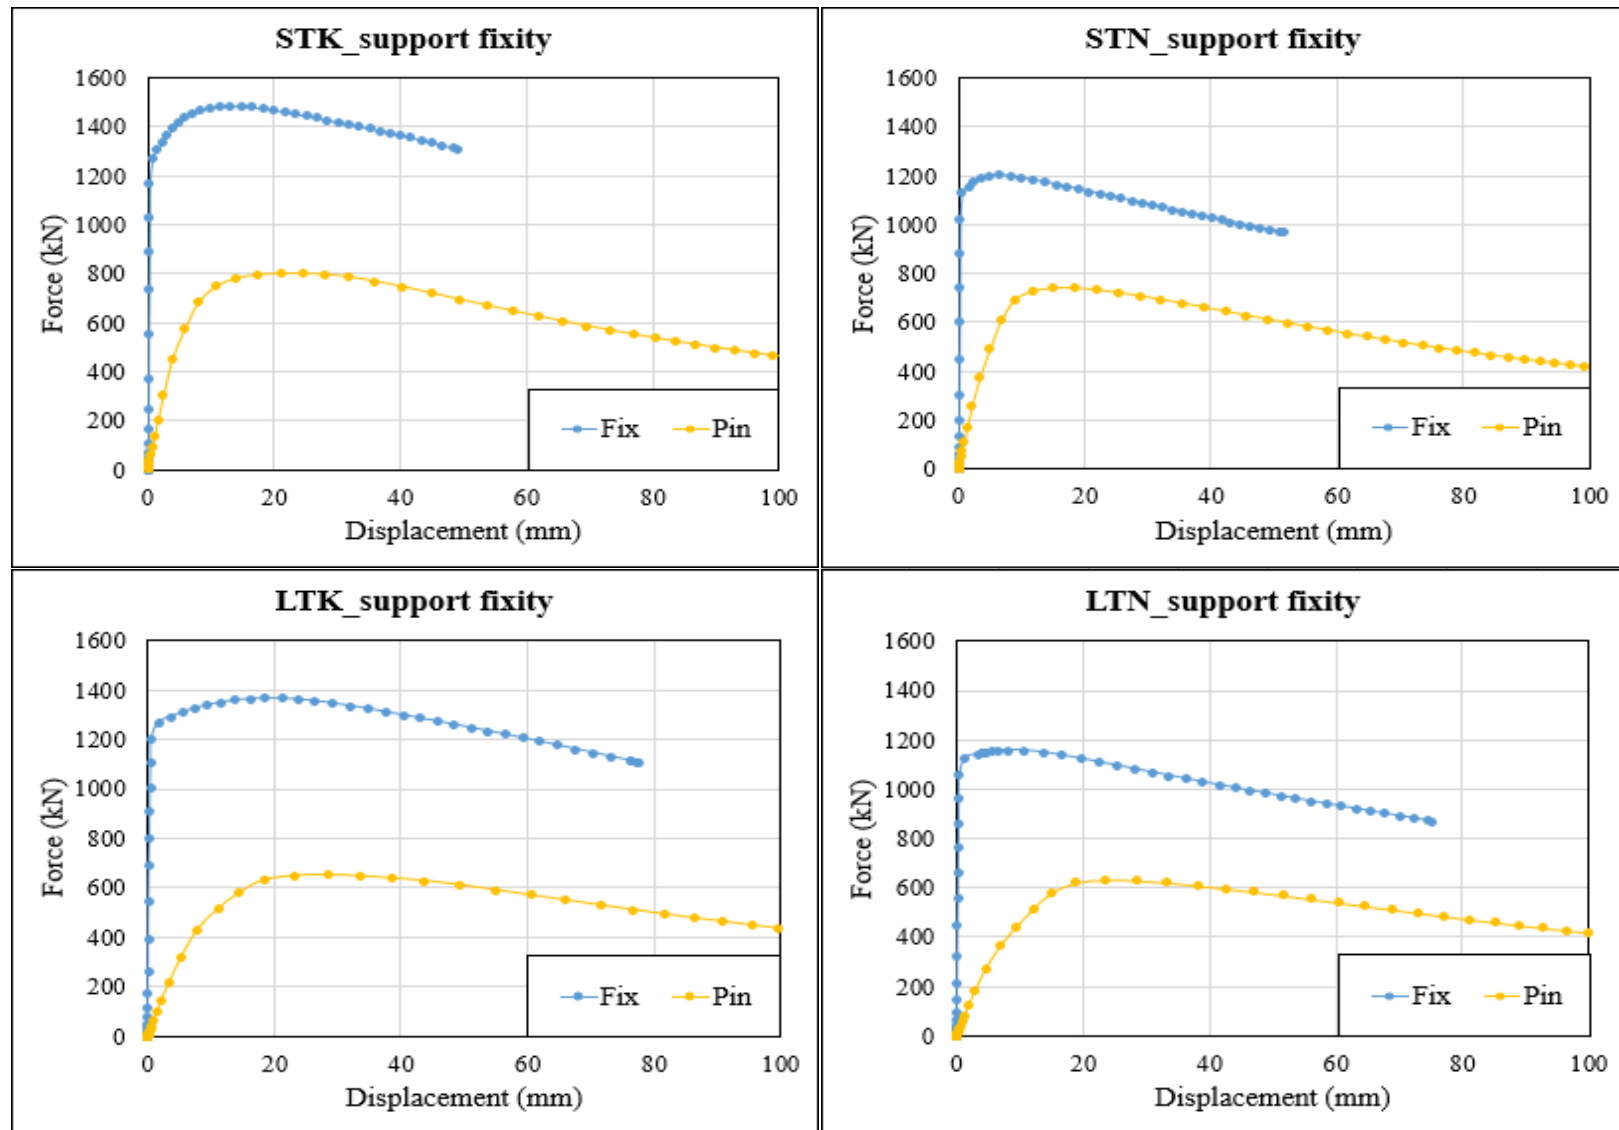 STK_support fixity
1600
1400
1200
1000
800
600
400
200
0
Force (kN)
0 20 40 60 80 100
Displacement (mm)
Fix Pin
STN_support fixity
1600
1400
1200
1000
800
600
400
200
0
Force (kN)
0 20 40 60 80 100
Displacement (mm)
Fix Pin
LTK_support fixity
1600
1400
1200
1000
800
600
400
200
0
Force (kN)
0 20 40 60 80 100
Displacement (mm)
Fix Pin
LTN_support fixity
1600
1400
1200
1000
800
600
400
200
0
Force (kN)
0 20 40 60 80 100
Displacement (mm)
Fix Pin